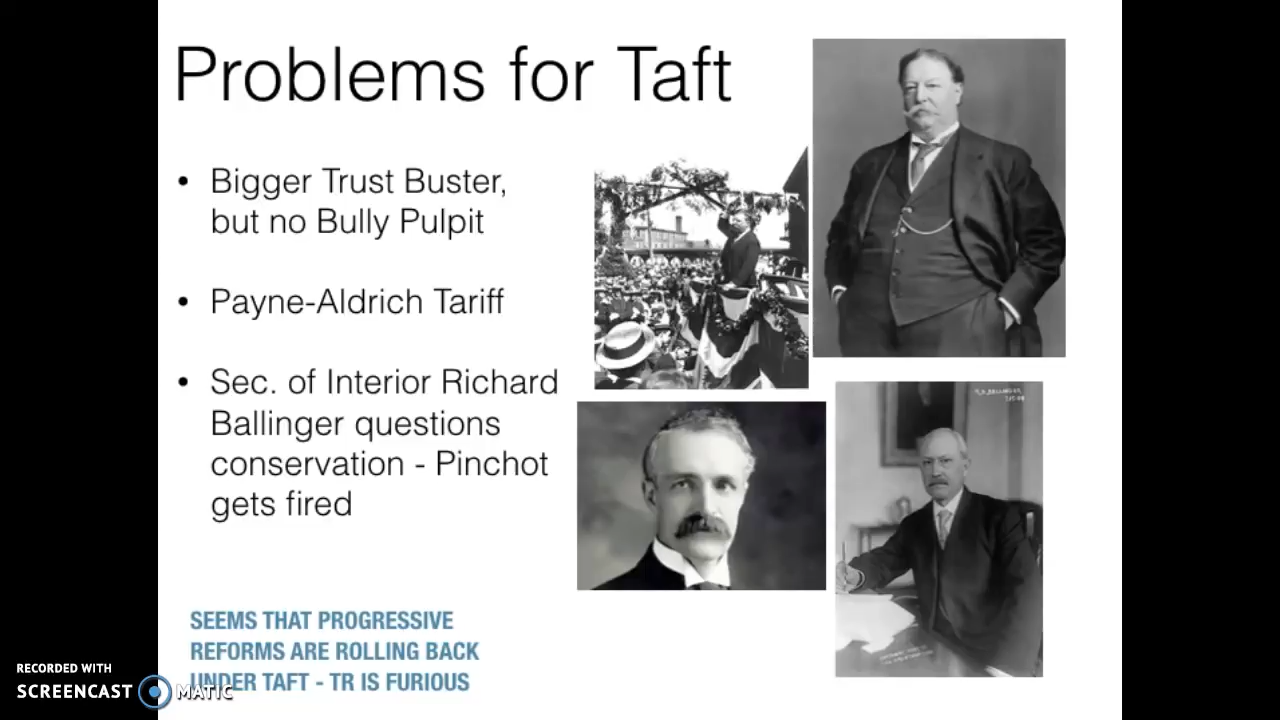 Problems for Taft
• Bigger Trust Buster,
but no Bully Pulpit
• Payne-Aldrich Tariff
• Sec. of Interior Richard
Ballinger questions
conservation - Pinchot
gets fired
SEEMS THAT PROGRESSIVE
REFORMS ARE ROLLING BACK
UNDER TAFT - TR IS FURIOUS
RECORDED WITH
SCREENCAST MATIC